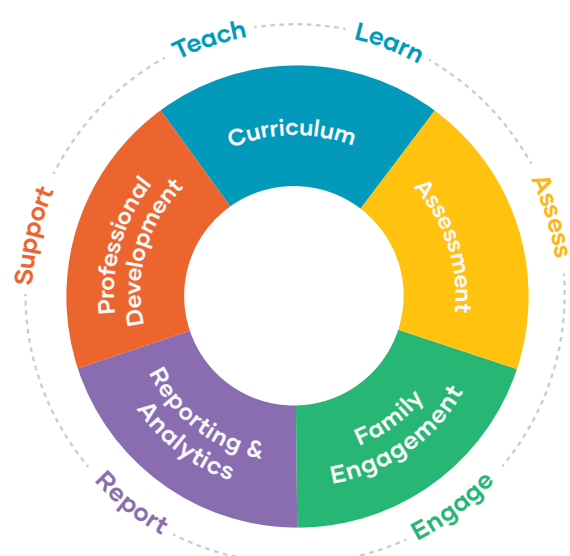 Teach
Learn
Assess
Engage
Report
Support
Curriculum
Assessment
Family
Engagement
Reporting &
Analytics
Professional
Development